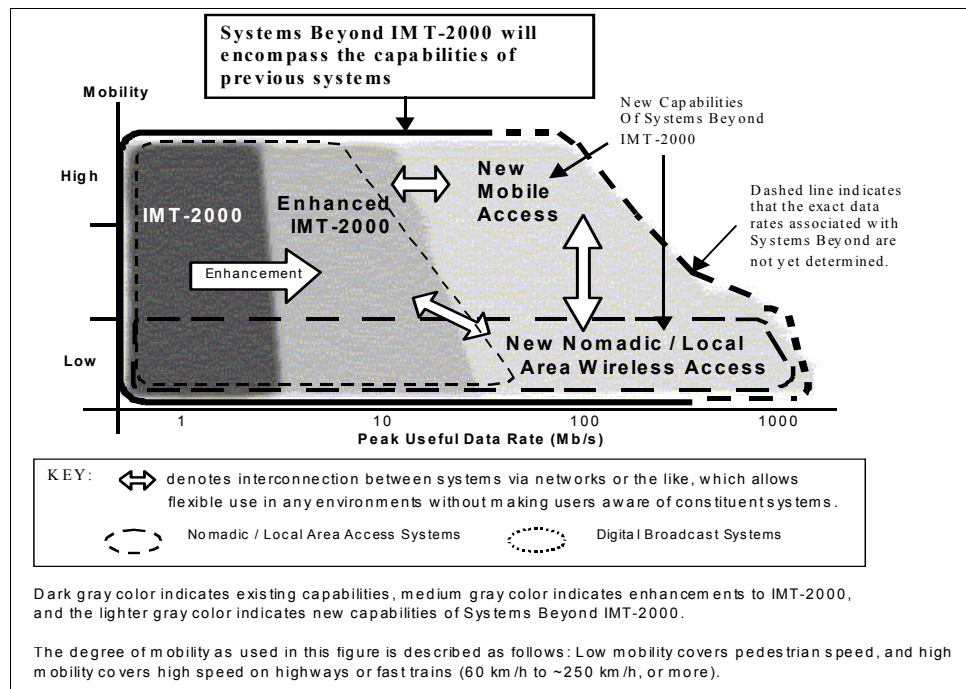 Systems Beyond IMT-2000 will
encompass the capabilities of
previous systems
Mobility
New Capabilities
Of Systems Beyond
IMT-2000
High
New
Mobile
Access
IMT-2000
Enhanced
IMT-2000
Dashed line indicates
that the exact data
rates associated with
Systems Beyond are
not yet determined.
Enhancement
Low
New Nomadic / Local
Area Wireless Access
1
10
100
1000
Peak Useful Data Rate (Mb/s)
KEY:
denotes interconnection between systems via networks or the like, which allows
flexible use in any environments without making users aware of constituent systems.
Nomadic / Local Area Access Systems
Digital Broadcast Systems
Dark gray color indicates existing capabilities, medium gray color indicates enhancements to IMT-2000,
and the lighter gray color indicates new capabilities of Systems Beyond IMT-2000.
The degree of mobility as used in this figure is described as follows: Low mobility covers pedestrian speed, and high
mobility covers high speed on highways or fast trains (60 km/h to ~250 km/h, or more).